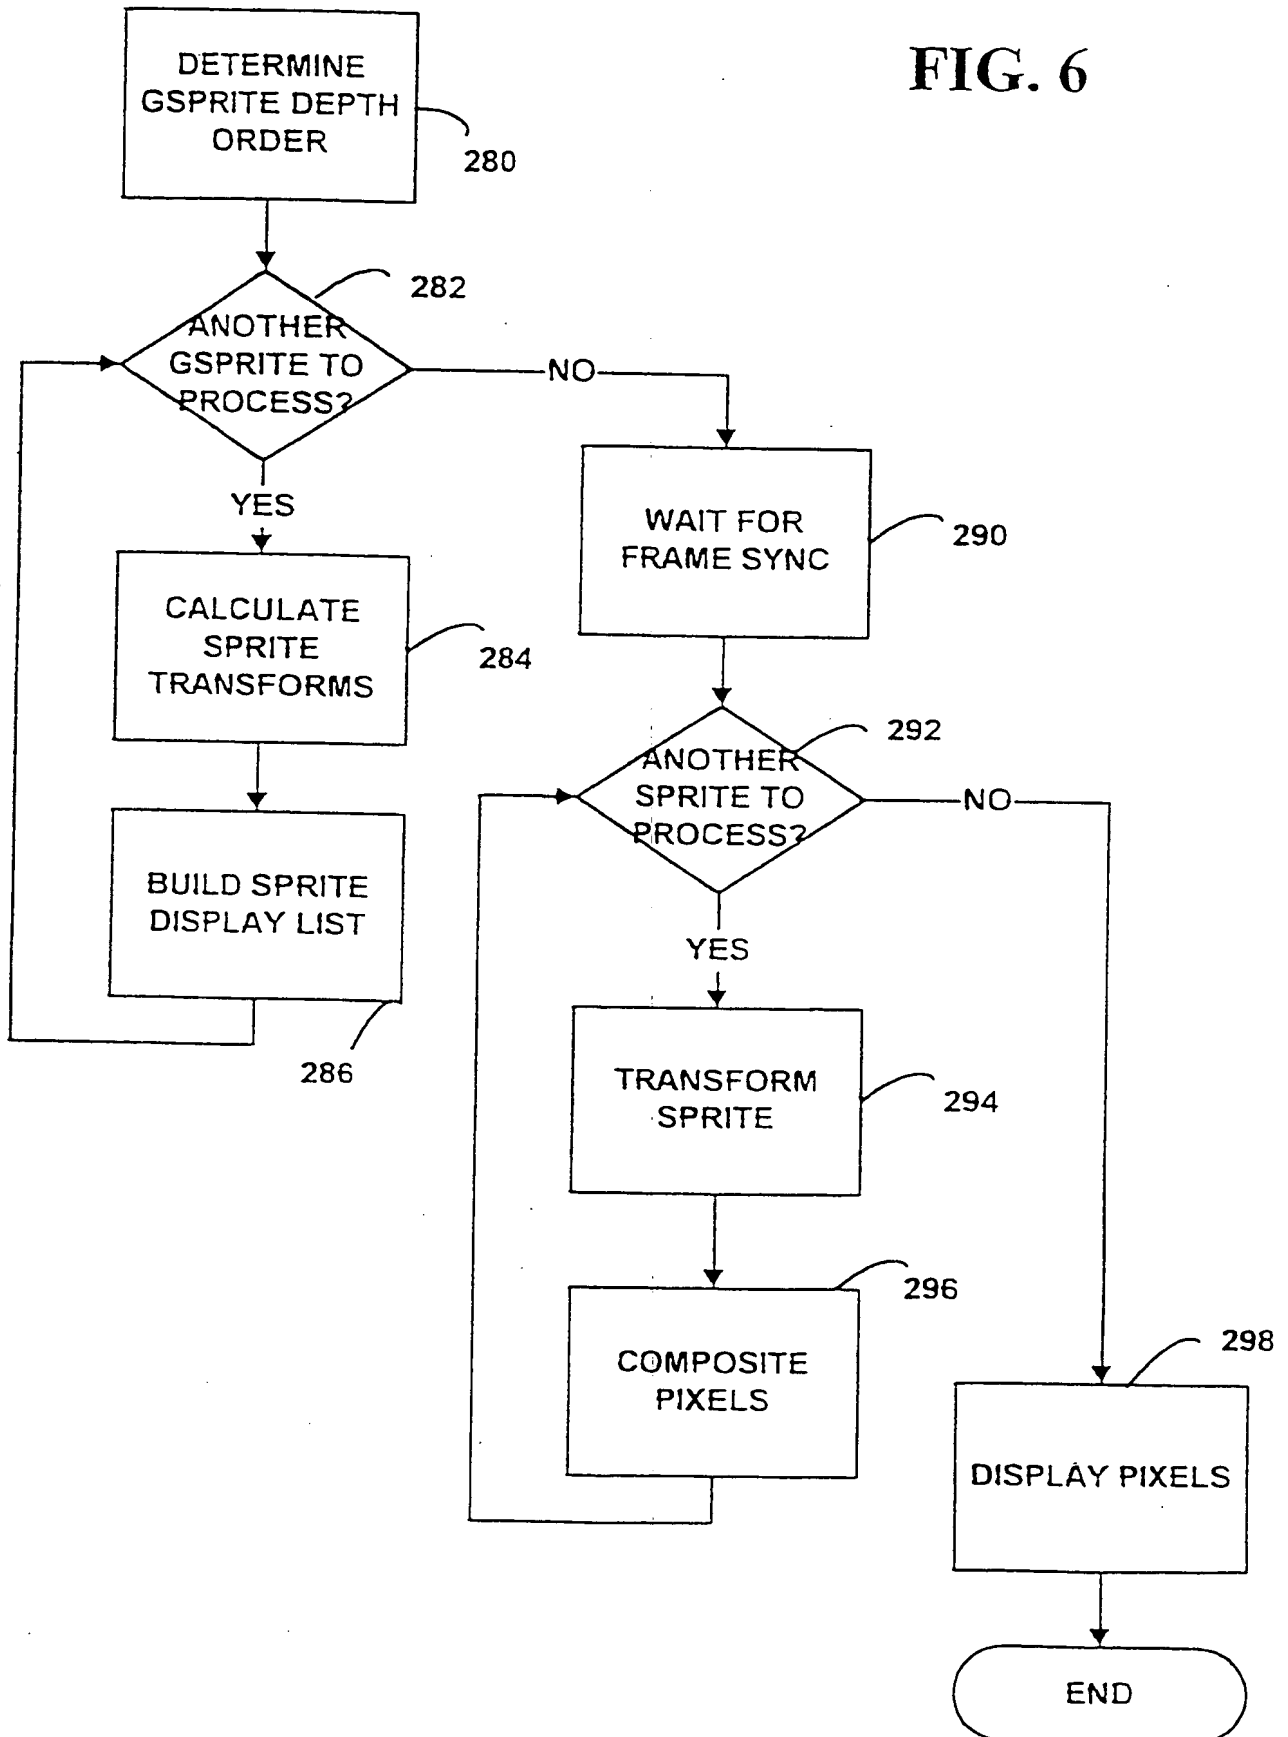 FIG. 6
DETERMINE
GSPRITE DEPTH
ORDER
280
282
ANOTHER
GSPRITE TO
PROCESS?
NO
YES
CALCULATE
SPRITE
TRANSFORMS
284
BUILD SPRITE
DISPLAY LIST
286
WAIT FOR
FRAME SYNC
290
292
ANOTHER
SPRITE TO
PROCESS?
NO
YES
TRANSFORM
SPRITE
294
296
COMPOSITE
PIXELS
298
DISPLAY PIXELS
END